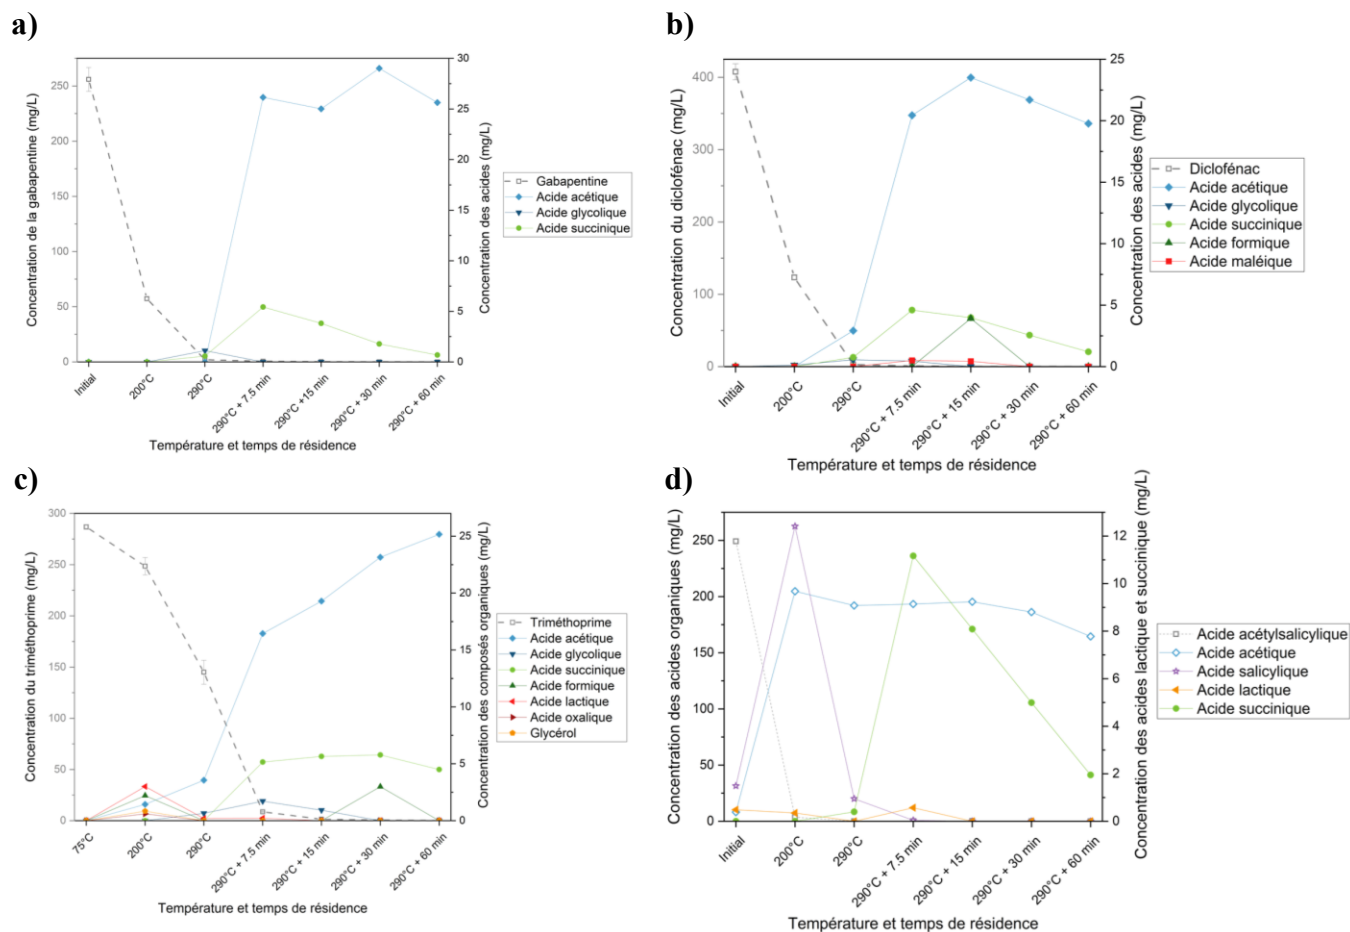 a)
Concentration de la gabapentine (mg/L)
250
200
150
100
50
0
30
25
20
15
10
5
0
Concentration des acides (mg/L)
Initial
200°C
290°C
290°C + 7.5 min
290°C +15 min
290°C + 30 min
290°C + 60 min
Température et temps de résidence
Gabapentine
Acide acétique
Acide glycolique
Acide succinique
b)
Concentration du diclofénac (mg/L)
400
300
200
150
100
50
0
25
20
15
10
5
0
Concentration des acides (mg/L)
Initial
200°C
290°C
290°C + 7.5 min
290°C + 15 min
290°C + 30 min
290°C + 60 min
Température et temps de résidence
Diclofénac
Acide acétique
Acide glycolique
Acide succinique
Acide formique
Acide maléique
c)
Concentration du triméthoprime (mg/L)
300
250
200
150
100
50
0
25
20
15
10
5
0
Concentration des composés organiques (mg/L)
75°C
200°C
290°C
290°C + 7.5 min
290°C + 15 min
290°C + 30 min
290°C + 60 min
Température et temps de résidence
Triméthoprime
Acide acétique
Acide glycolique
Acide succinique
Acide formique
Acide lactique
Acide oxalique
Glycérol
d)
Concentration des acides organiques (mg/L)
250
200
150
100
50
0
12
10
8
6
4
2
0
Concentration des acides lactique et succinique (mg/L)
Initial
200°C
290°C
290°C + 7.5 min
290°C + 15 min
290°C + 30 min
290°C + 60 min
Température et temps de résidence
Acide acétylsalicylique
Acide acétique
Acide salicylique
Acide lactique
Acide succinique